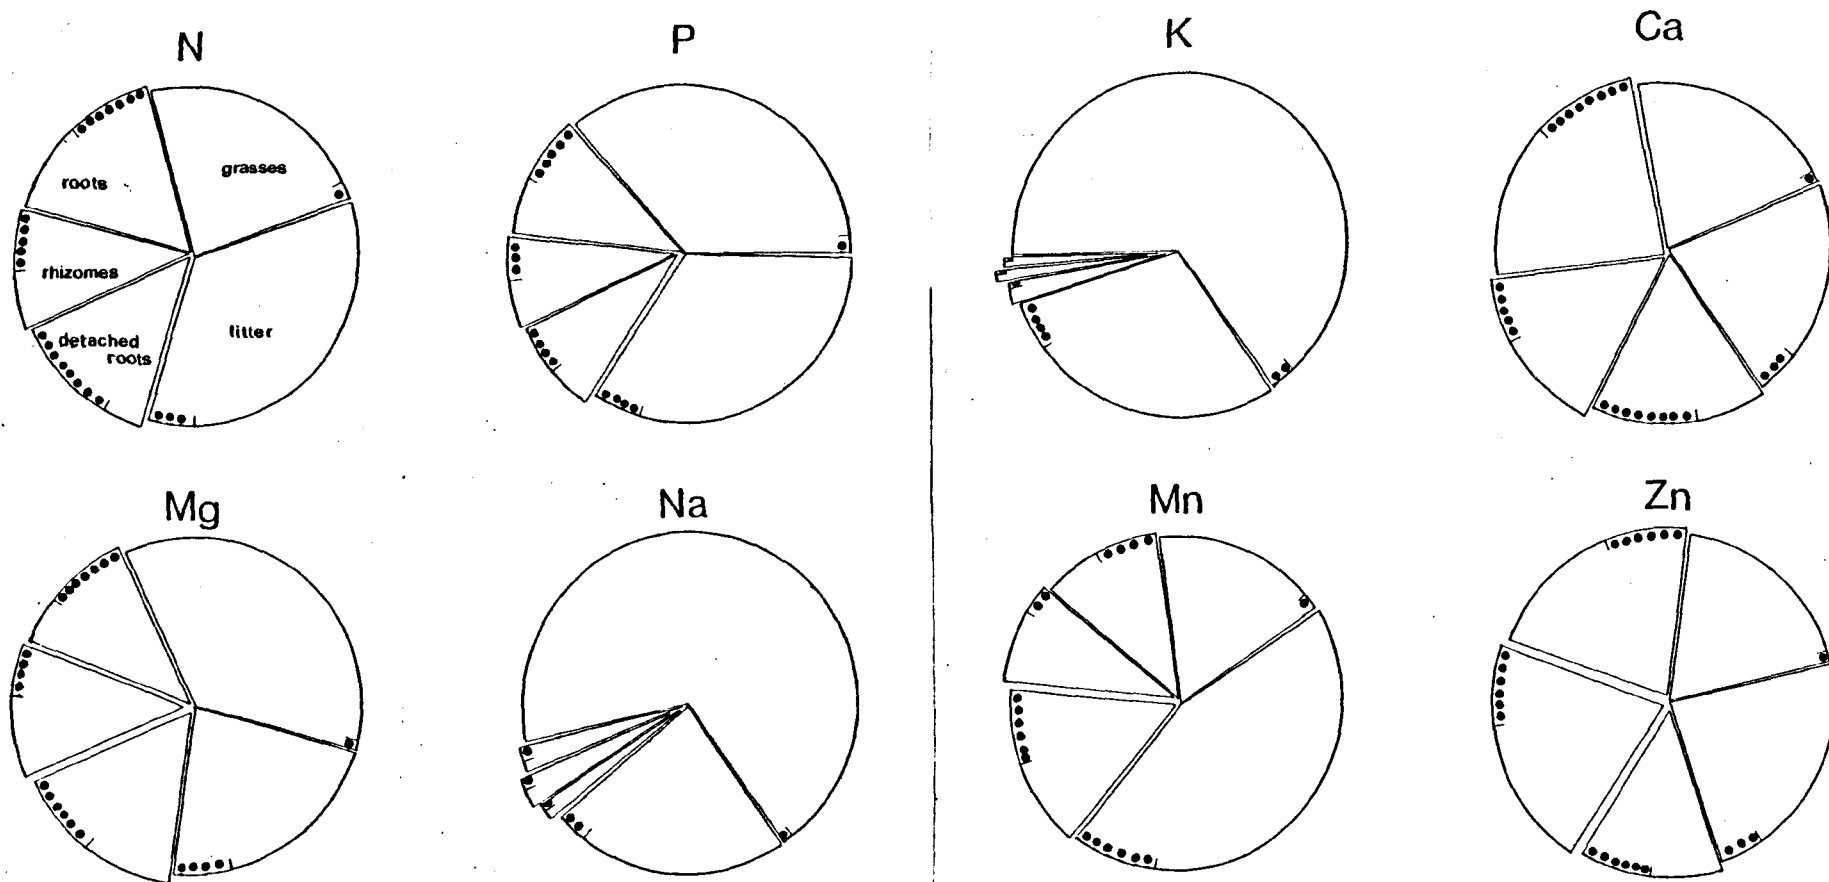 N
P
K
Ca
grasses
roots
rhizomes
detached
roots
litter
Mg
Na
Mn
Zn